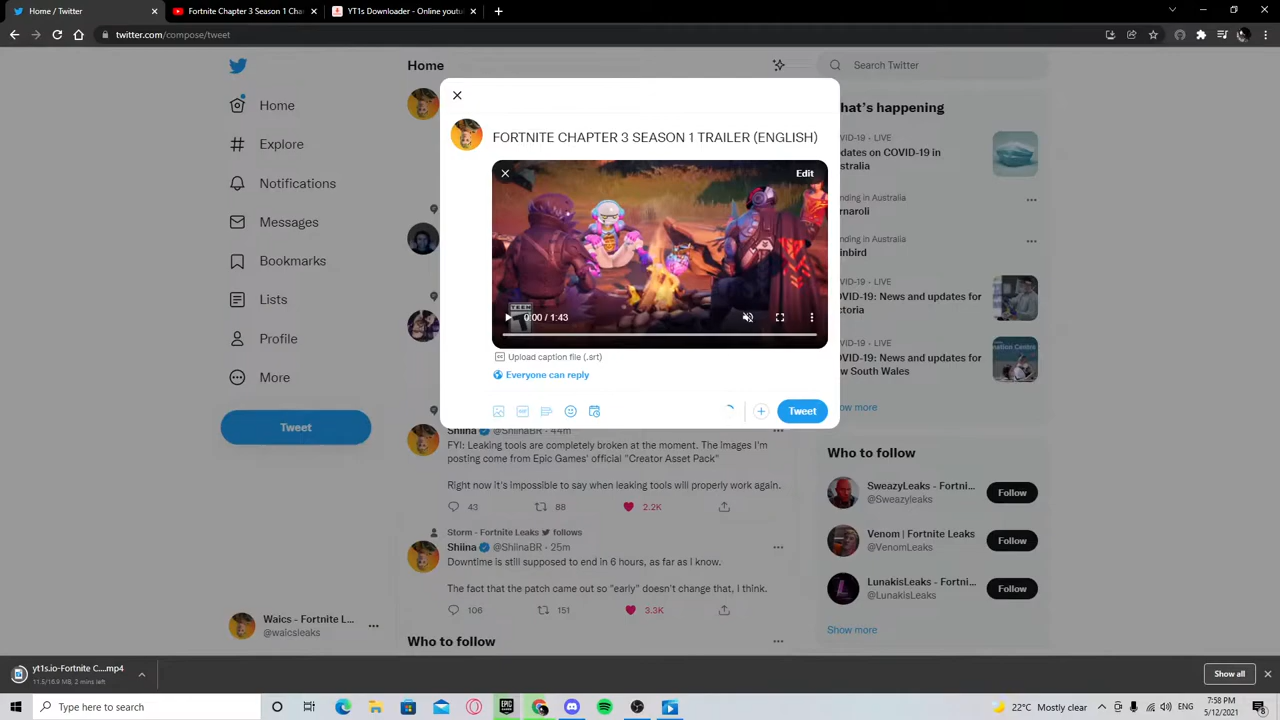 Home / Twitter
Fortnite Chapter 3 Season 1 Cha
YT1s Downloader - Online youtu
twitter.com/compose/tweet
Home
Search Twitter
Home
Explore
Notifications
Messages
Bookmarks
Lists
Profile
More
Tweet
FORTNITE CHAPTER 3 SEASON 1 TRAILER (ENGLISH)
Edit
TEEN
0:00 / 1:43
Upload caption file (.srt)
Everyone can reply
GIF
Tweet
hat's happening
VID-19 • LIVE
dates on COVID-19 in
stralia
nding in Australia
rnaroli
nding in Australia
inbird
VID-19 • LIVE
OVID-19: News and updates for
ctoria
VID-19 • LIVE
OVID-19: News and updates for
w South Wales
ow more
Shiina @ShiinaBR • 44m
FYI: Leaking tools are completely broken at the moment. The images I'm
posting come from Epic Games' official "Creator Asset Pack"
Right now it's impossible to say when leaking tools will properly work again.
43 88 2.2K
Storm - Fortnite Leaks follows
Shiina @ShiinaBR • 25m
Downtime is still supposed to end in 6 hours, as far as I know.
The fact that the patch came out so "early" doesn't change that, I think.
106 151 3.3K
Who to follow
Who to follow
SweazyLeaks - Fortni...
@Sweazyleaks
Follow
Venom | Fortnite Leaks
@VenomLeaks
Follow
LunakisLeaks - Fortni...
@LunakisLeaks
Follow
Show more
Waics - Fortnite L...
@waicsleaks
yt1s.io-Fortnite C....mp4
11.5/16.9 MB, 2 mins left
Show all
Type here to search
EPIC
22°C Mostly clear
7:58 PM
5/12/2021